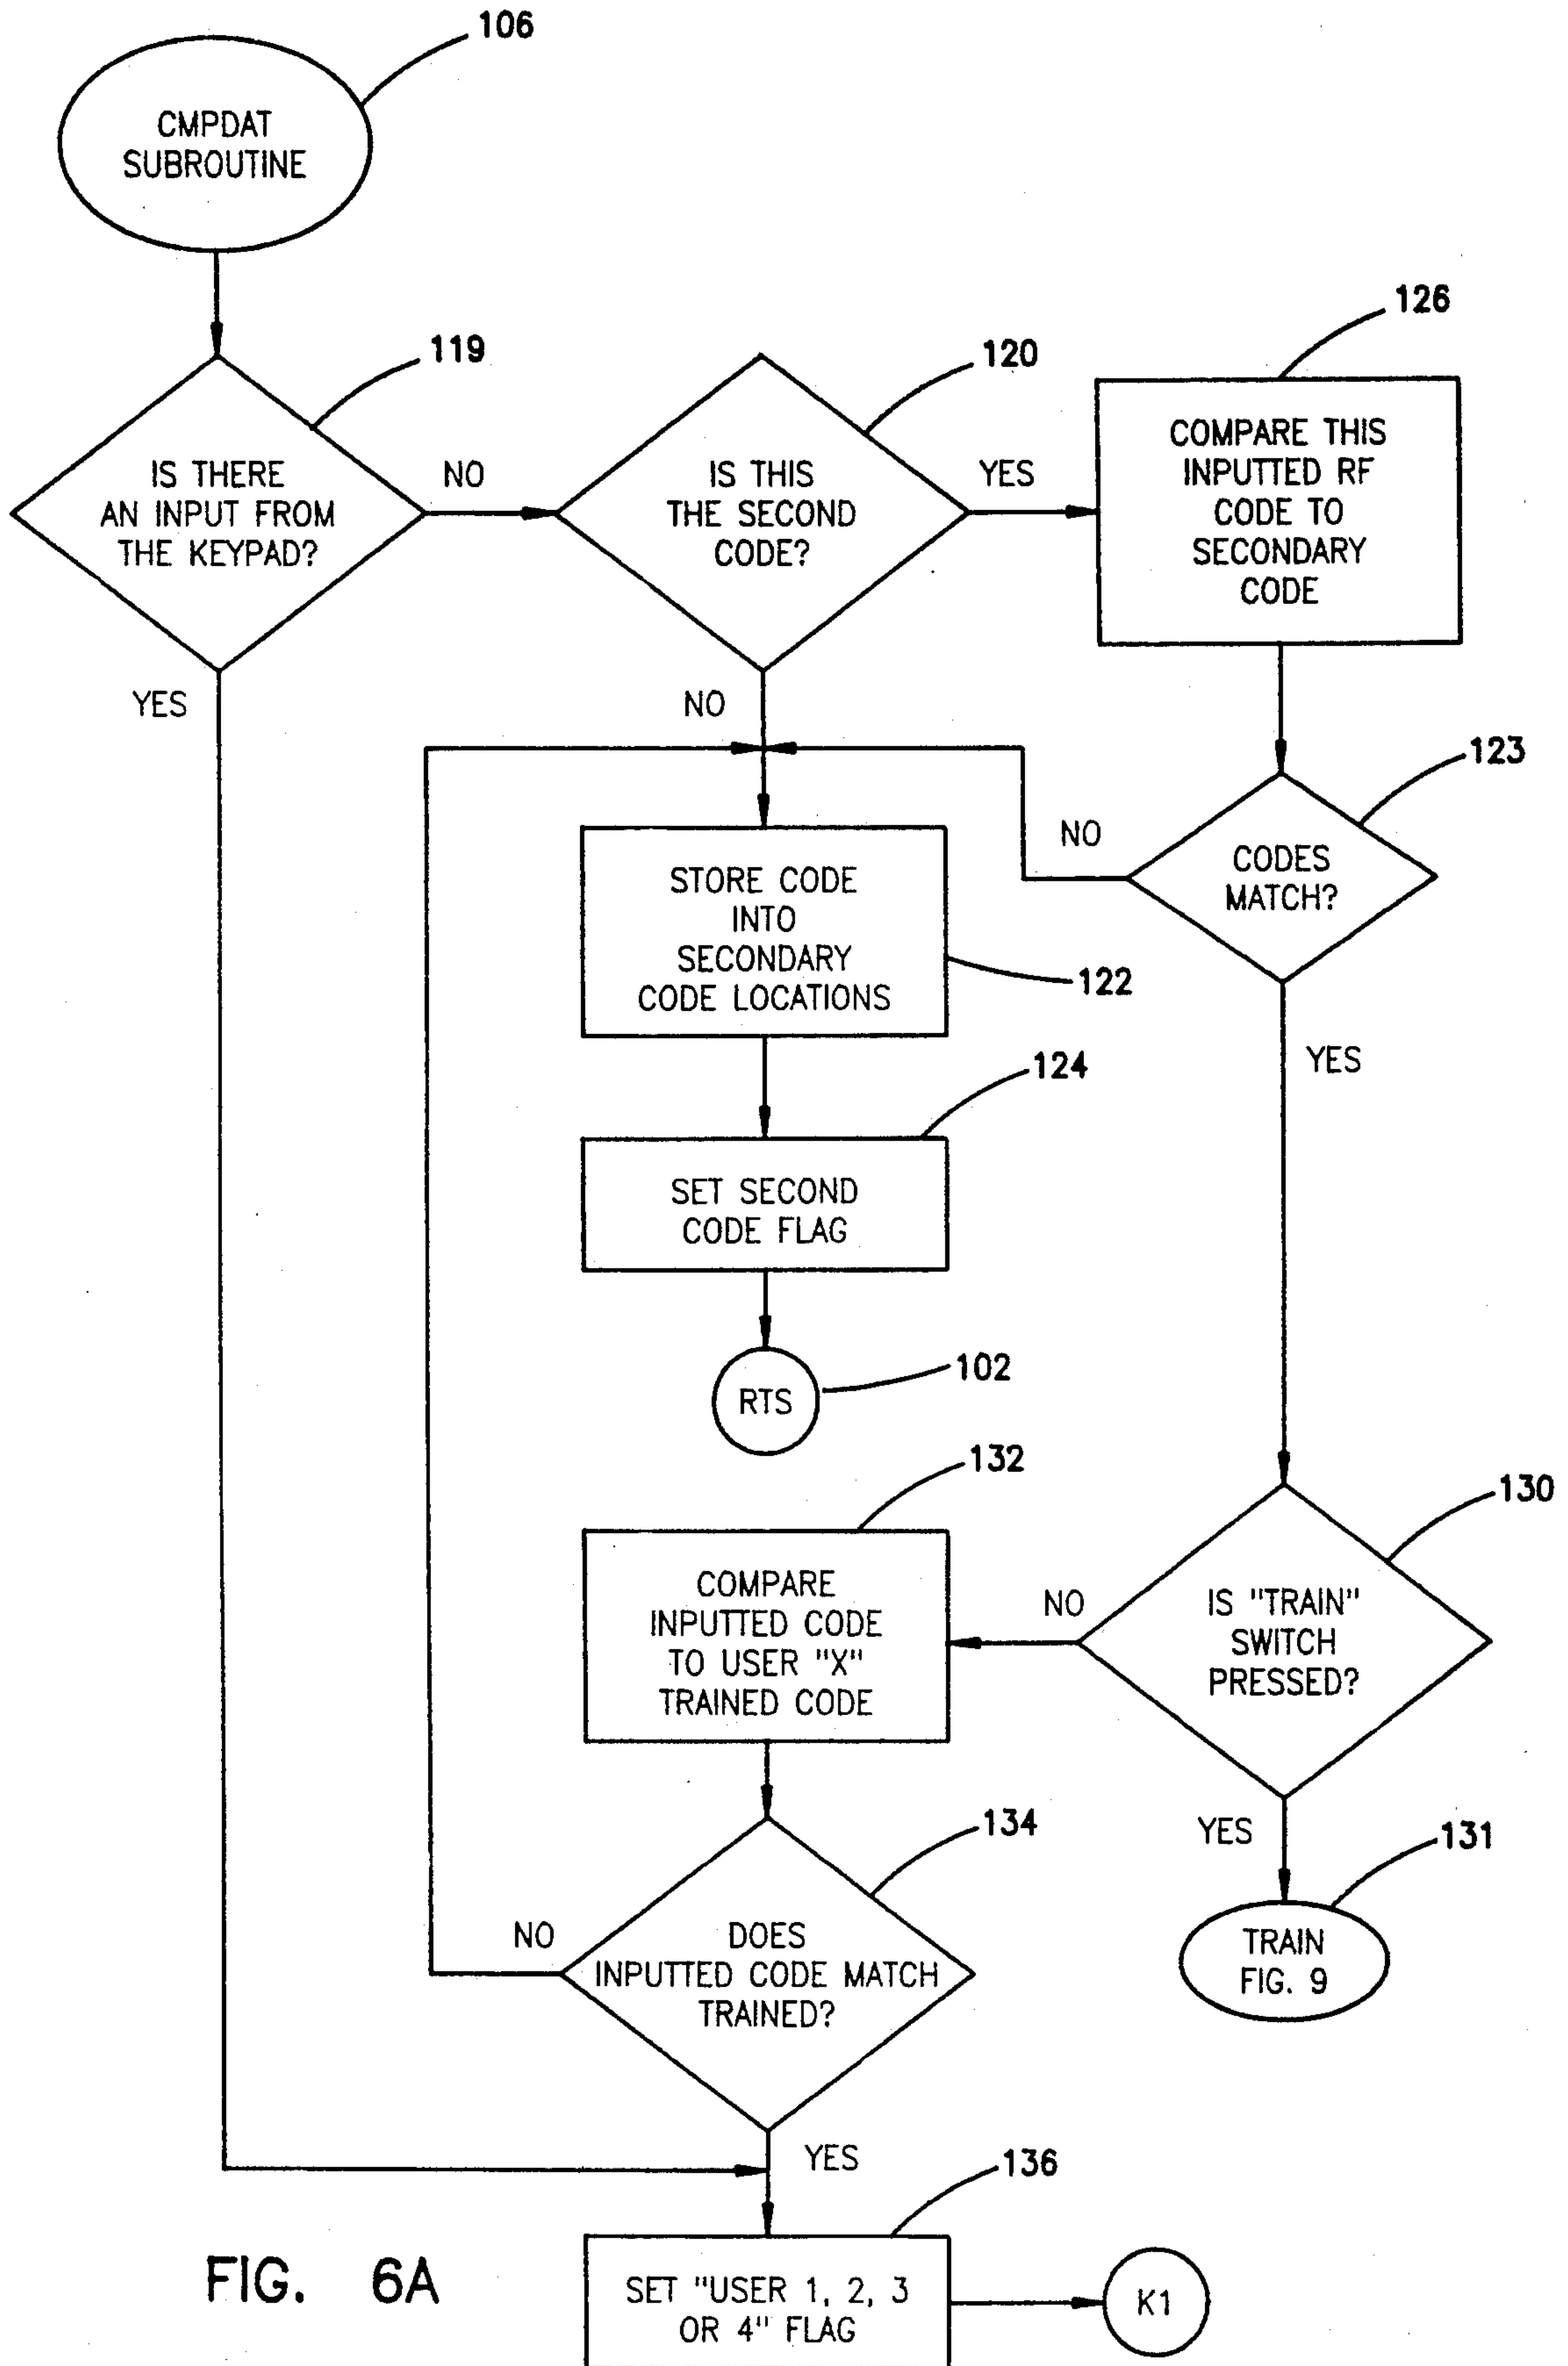 106
CMPDAT
SUBROUTINE
119
IS THERE
AN INPUT FROM
THE KEYPAD?
NO
YES
120
IS THIS
THE SECOND
CODE?
YES
NO
126
COMPARE THIS
INPUTTED RF
CODE TO
SECONDARY
CODE
123
CODES
MATCH?
NO
YES
STORE CODE
INTO
SECONDARY
CODE LOCATIONS
122
124
SET SECOND
CODE FLAG
RTS
102
130
IS "TRAIN"
SWITCH
PRESSED?
NO
YES
131
TRAIN
FIG. 9
132
COMPARE
INPUTTED CODE
TO USER "X"
TRAINED CODE
134
DOES
INPUTTED CODE MATCH
TRAINED?
NO
YES
136
SET "USER 1, 2, 3
OR 4" FLAG
K1
FIG. 6A